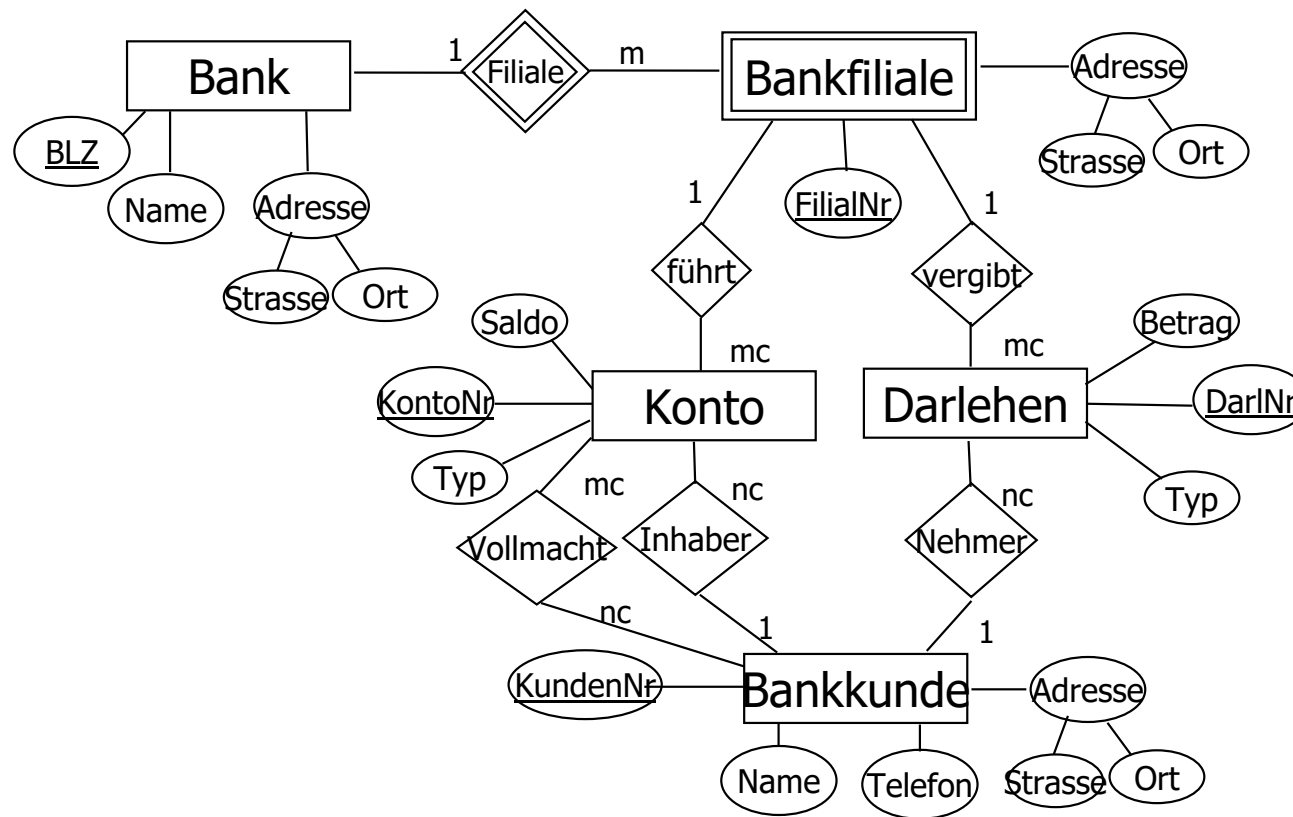 1
Filiale
m
Bank
Bankfiliale
Adresse
Strasse
Ort
BLZ
Name
Adresse
Strasse
Ort
1
FilialNr
1
führt
vergibt
Saldo
mc
mc
Betrag
KontoNr
Konto
Darlehen
DarlNr
Typ
mc
nc
nc
Typ
Vollmacht
Inhaber
Nehmer
nc
1
1
KundenNr
Bankkunde
Adresse
Name
Telefon
Strasse
Ort